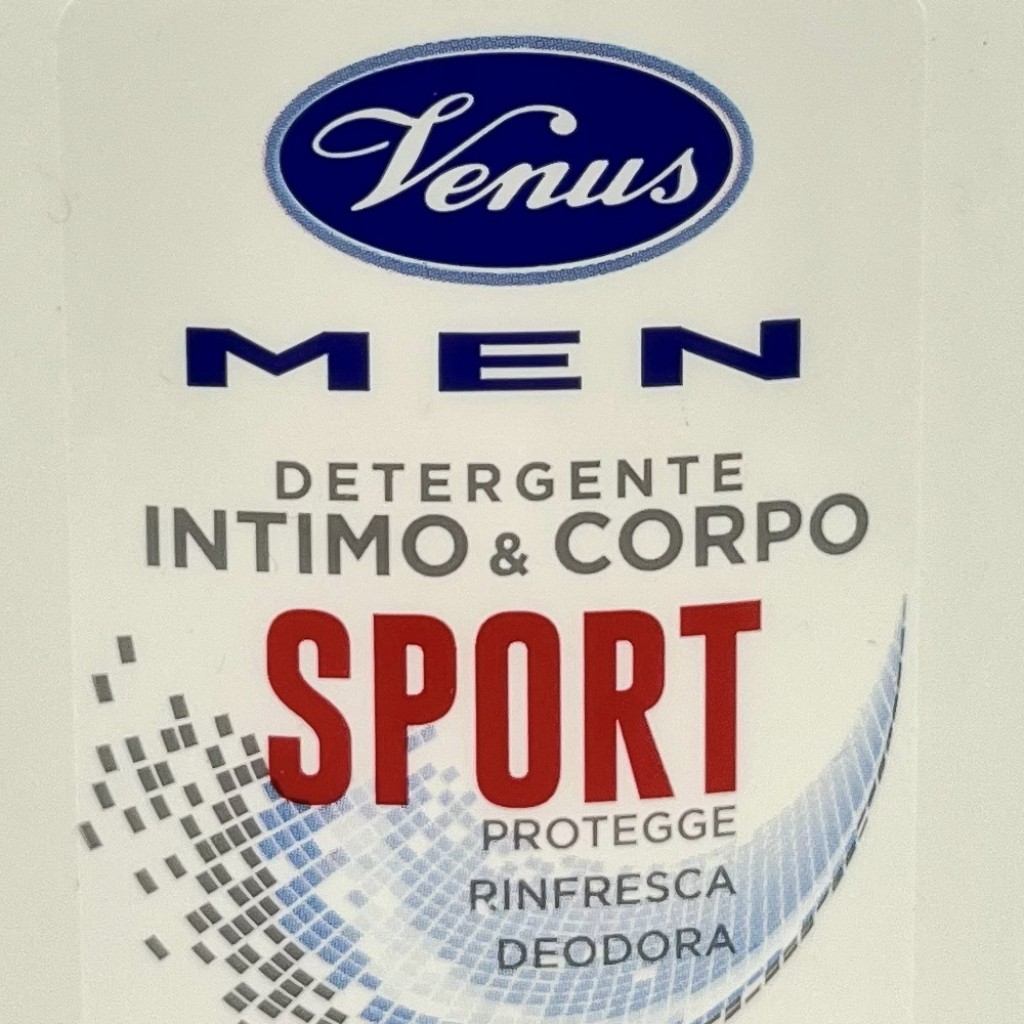 Venus
MEN
DETERGENTE
INTIMO & CORPO
SPORT
PROTEGGE
RINFRESCA
DEODORA